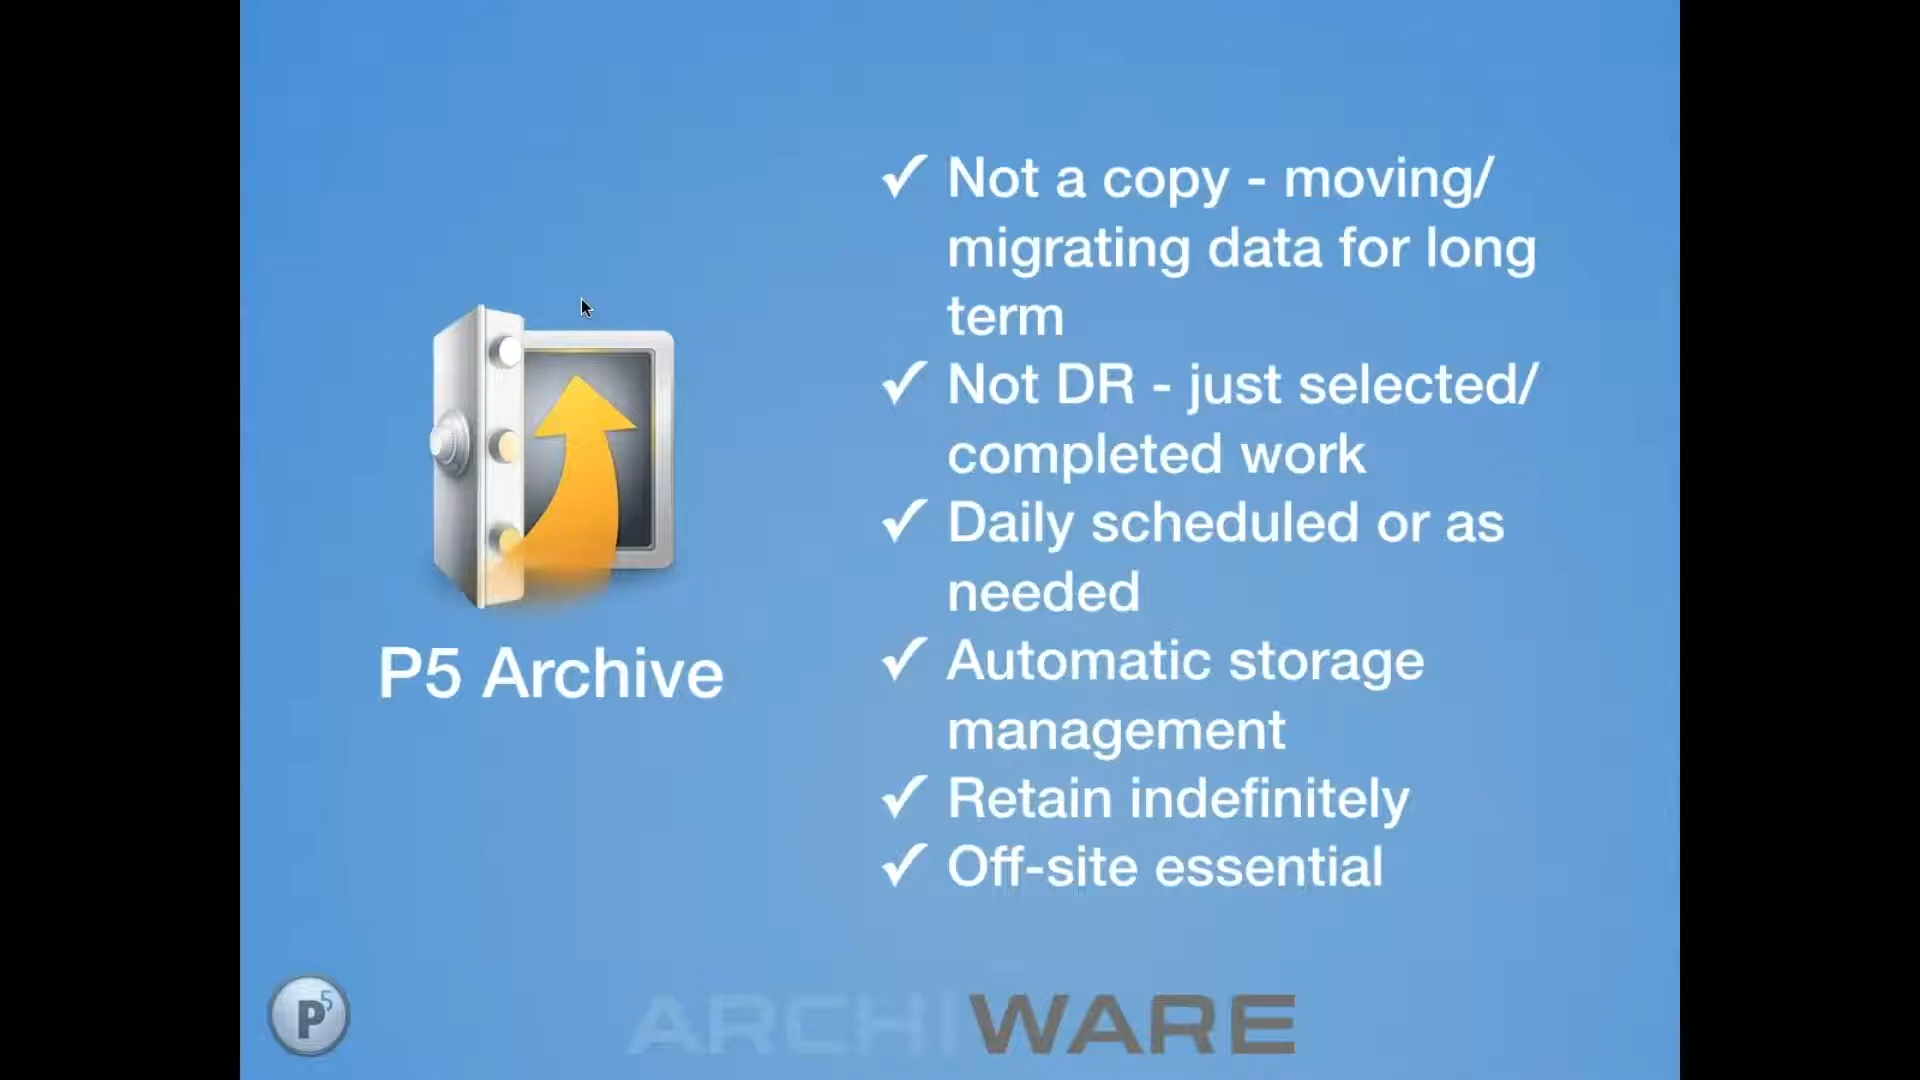 ✓ Not a copy - moving/
migrating data for long
term
✓ Not DR - just selected/
completed work
✓ Daily scheduled or as
needed
✓ Automatic storage
management
✓ Retain indefinitely
✓ Off-site essential
P5 Archive
P5
ARCHIWARE